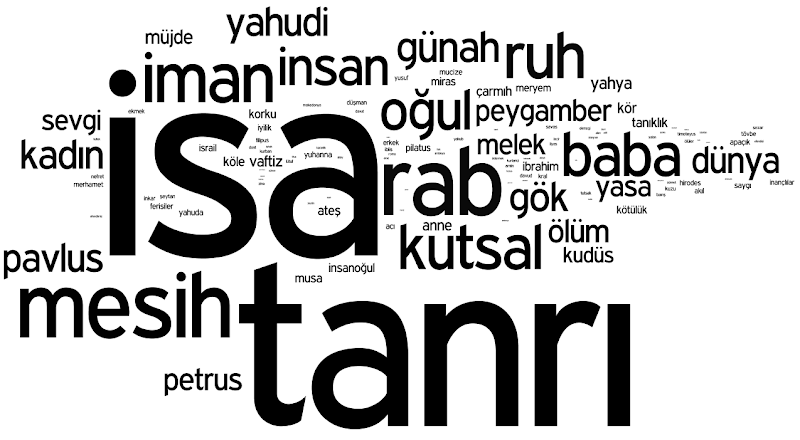 yahudi
müjde
günah
ruh
iman
insan
yusuf
mucize
miras
çarmıh
meryem
yahya
isa
ekmek
korku
düşman
oğul
peygamber
kör
sevgi
iyilik
tanıklık
israil
melek
apaçık
tövbe
kadın
köle
vaftiz
yuhanna
erkek
pilatus
rab
ibrahim
baba
dünya
nefret
merhamet
kral
gök
yasa
hirodes
akıl
saygı
inançlılar
kuzu
inkar
şeytan
ferisiler
yahuda
ateş
kötülük
acı
anne
kutsal
ölüm
pavlus
kudüs
insanoğul
musa
mesih
tanrı
petrus